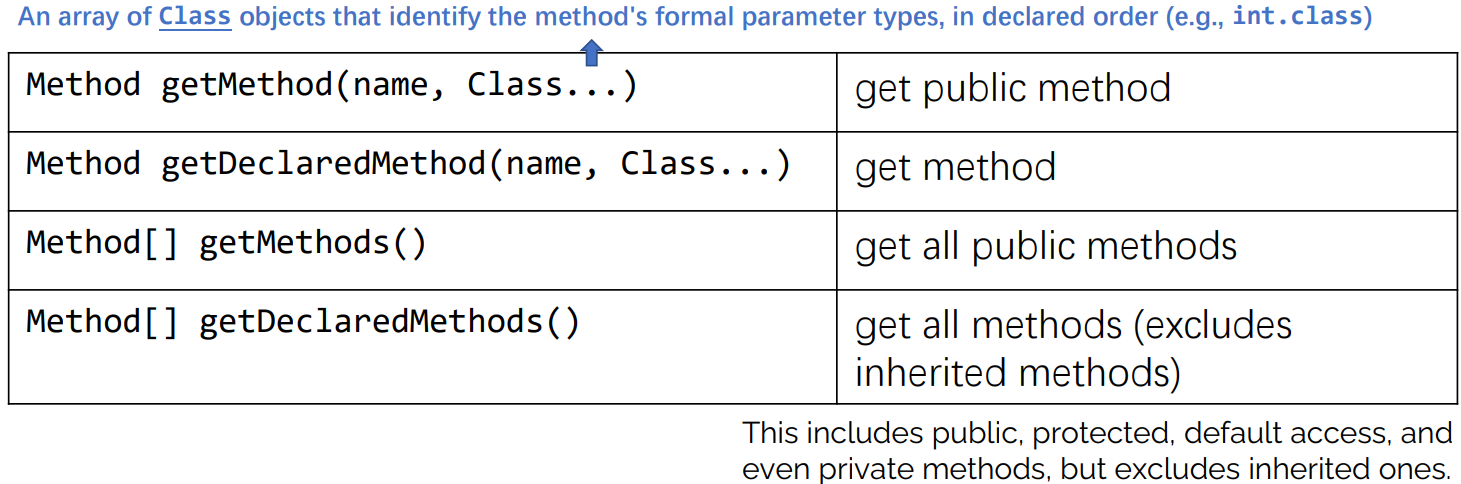 An array of Class objects that identify the method's formal parameter types, in declared order (e.g., int.class)
Method getMethod(name, Class...)
get public method
Method getDeclaredMethod(name, Class...)
get method
Method[] getMethods()
get all public methods
Method[] getDeclaredMethods()
get all methods (excludes
inherited methods)
This includes public, protected, default access, and
even private methods, but excludes inherited ones.